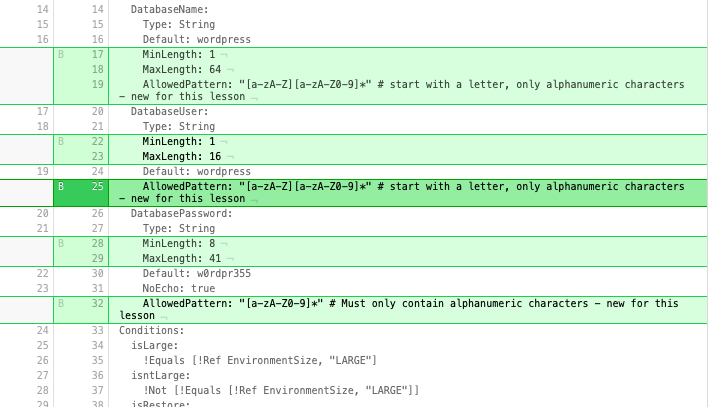 14 14 DatabaseName:
15 15 Type: String
16 16 Default: wordpress
B 17 MinLength: 1 ¬
18 MaxLength: 64 ¬
19 AllowedPattern: "[a-zA-Z][a-zA-Z0-9]*" # start with a letter, only alphanumeric characters
– new for this lesson ¬
17 20 DatabaseUser:
18 21 Type: String
B 22 MinLength: 1 ¬
23 MaxLength: 16 ¬
19 24 Default: wordpress
B 25 AllowedPattern: "[a-zA-Z][a-zA-Z0-9]*" # start with a letter, only alphanumeric characters
– new for this lesson ¬
20 26 DatabasePassword:
21 27 Type: String
B 28 MinLength: 8 ¬
29 MaxLength: 41 ¬
22 30 Default: w0rdpr355
23 31 NoEcho: true
B 32 AllowedPattern: "[a-zA-Z0-9]*" # Must only contain alphanumeric characters – new for this
lesson ¬
24 33 Conditions:
25 34 isLarge:
26 35 !Equals [!Ref EnvironmentSize, "LARGE"]
27 36 isntLarge:
28 37 !Not [!Equals [!Ref EnvironmentSize, "LARGE"]]
29 38 isRestore: